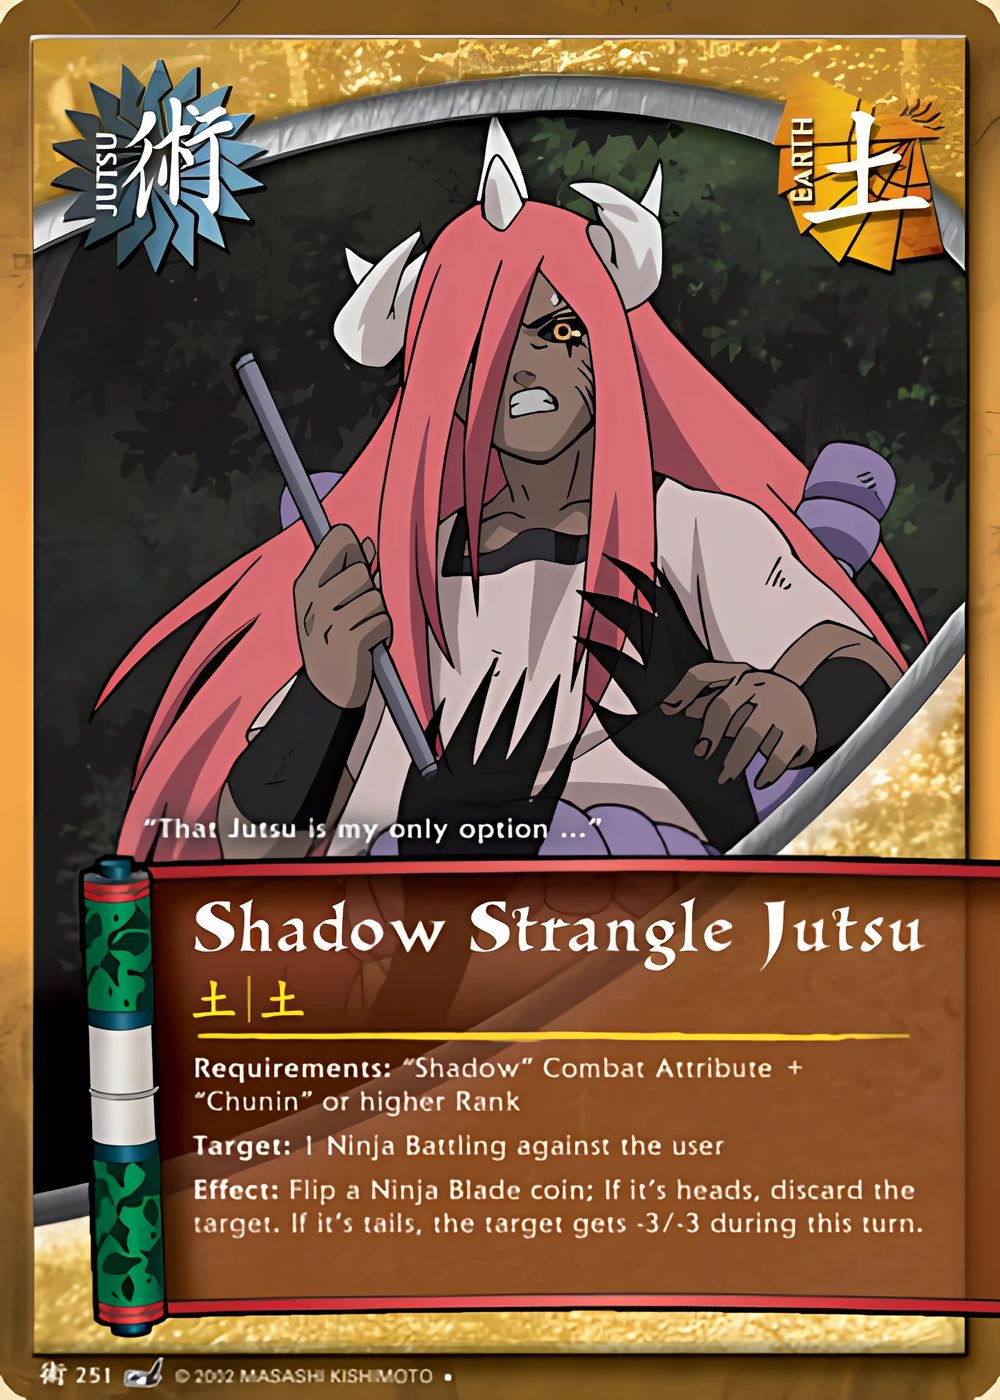 JUTSU
術
EARTH
土
"That Jutsu is my only option ..."
Shadow Strangle Jutsu
土|土
Requirements: "Shadow" Combat Attribute +
"Chunin" or higher Rank
Target: 1 Ninja Battling against the user
Effect: Flip a Ninja Blade coin; If it's heads, discard the
target. If it's tails, the target gets -3/-3 during this turn.
術 251 © 2002 MASASHI KISHIMOTO